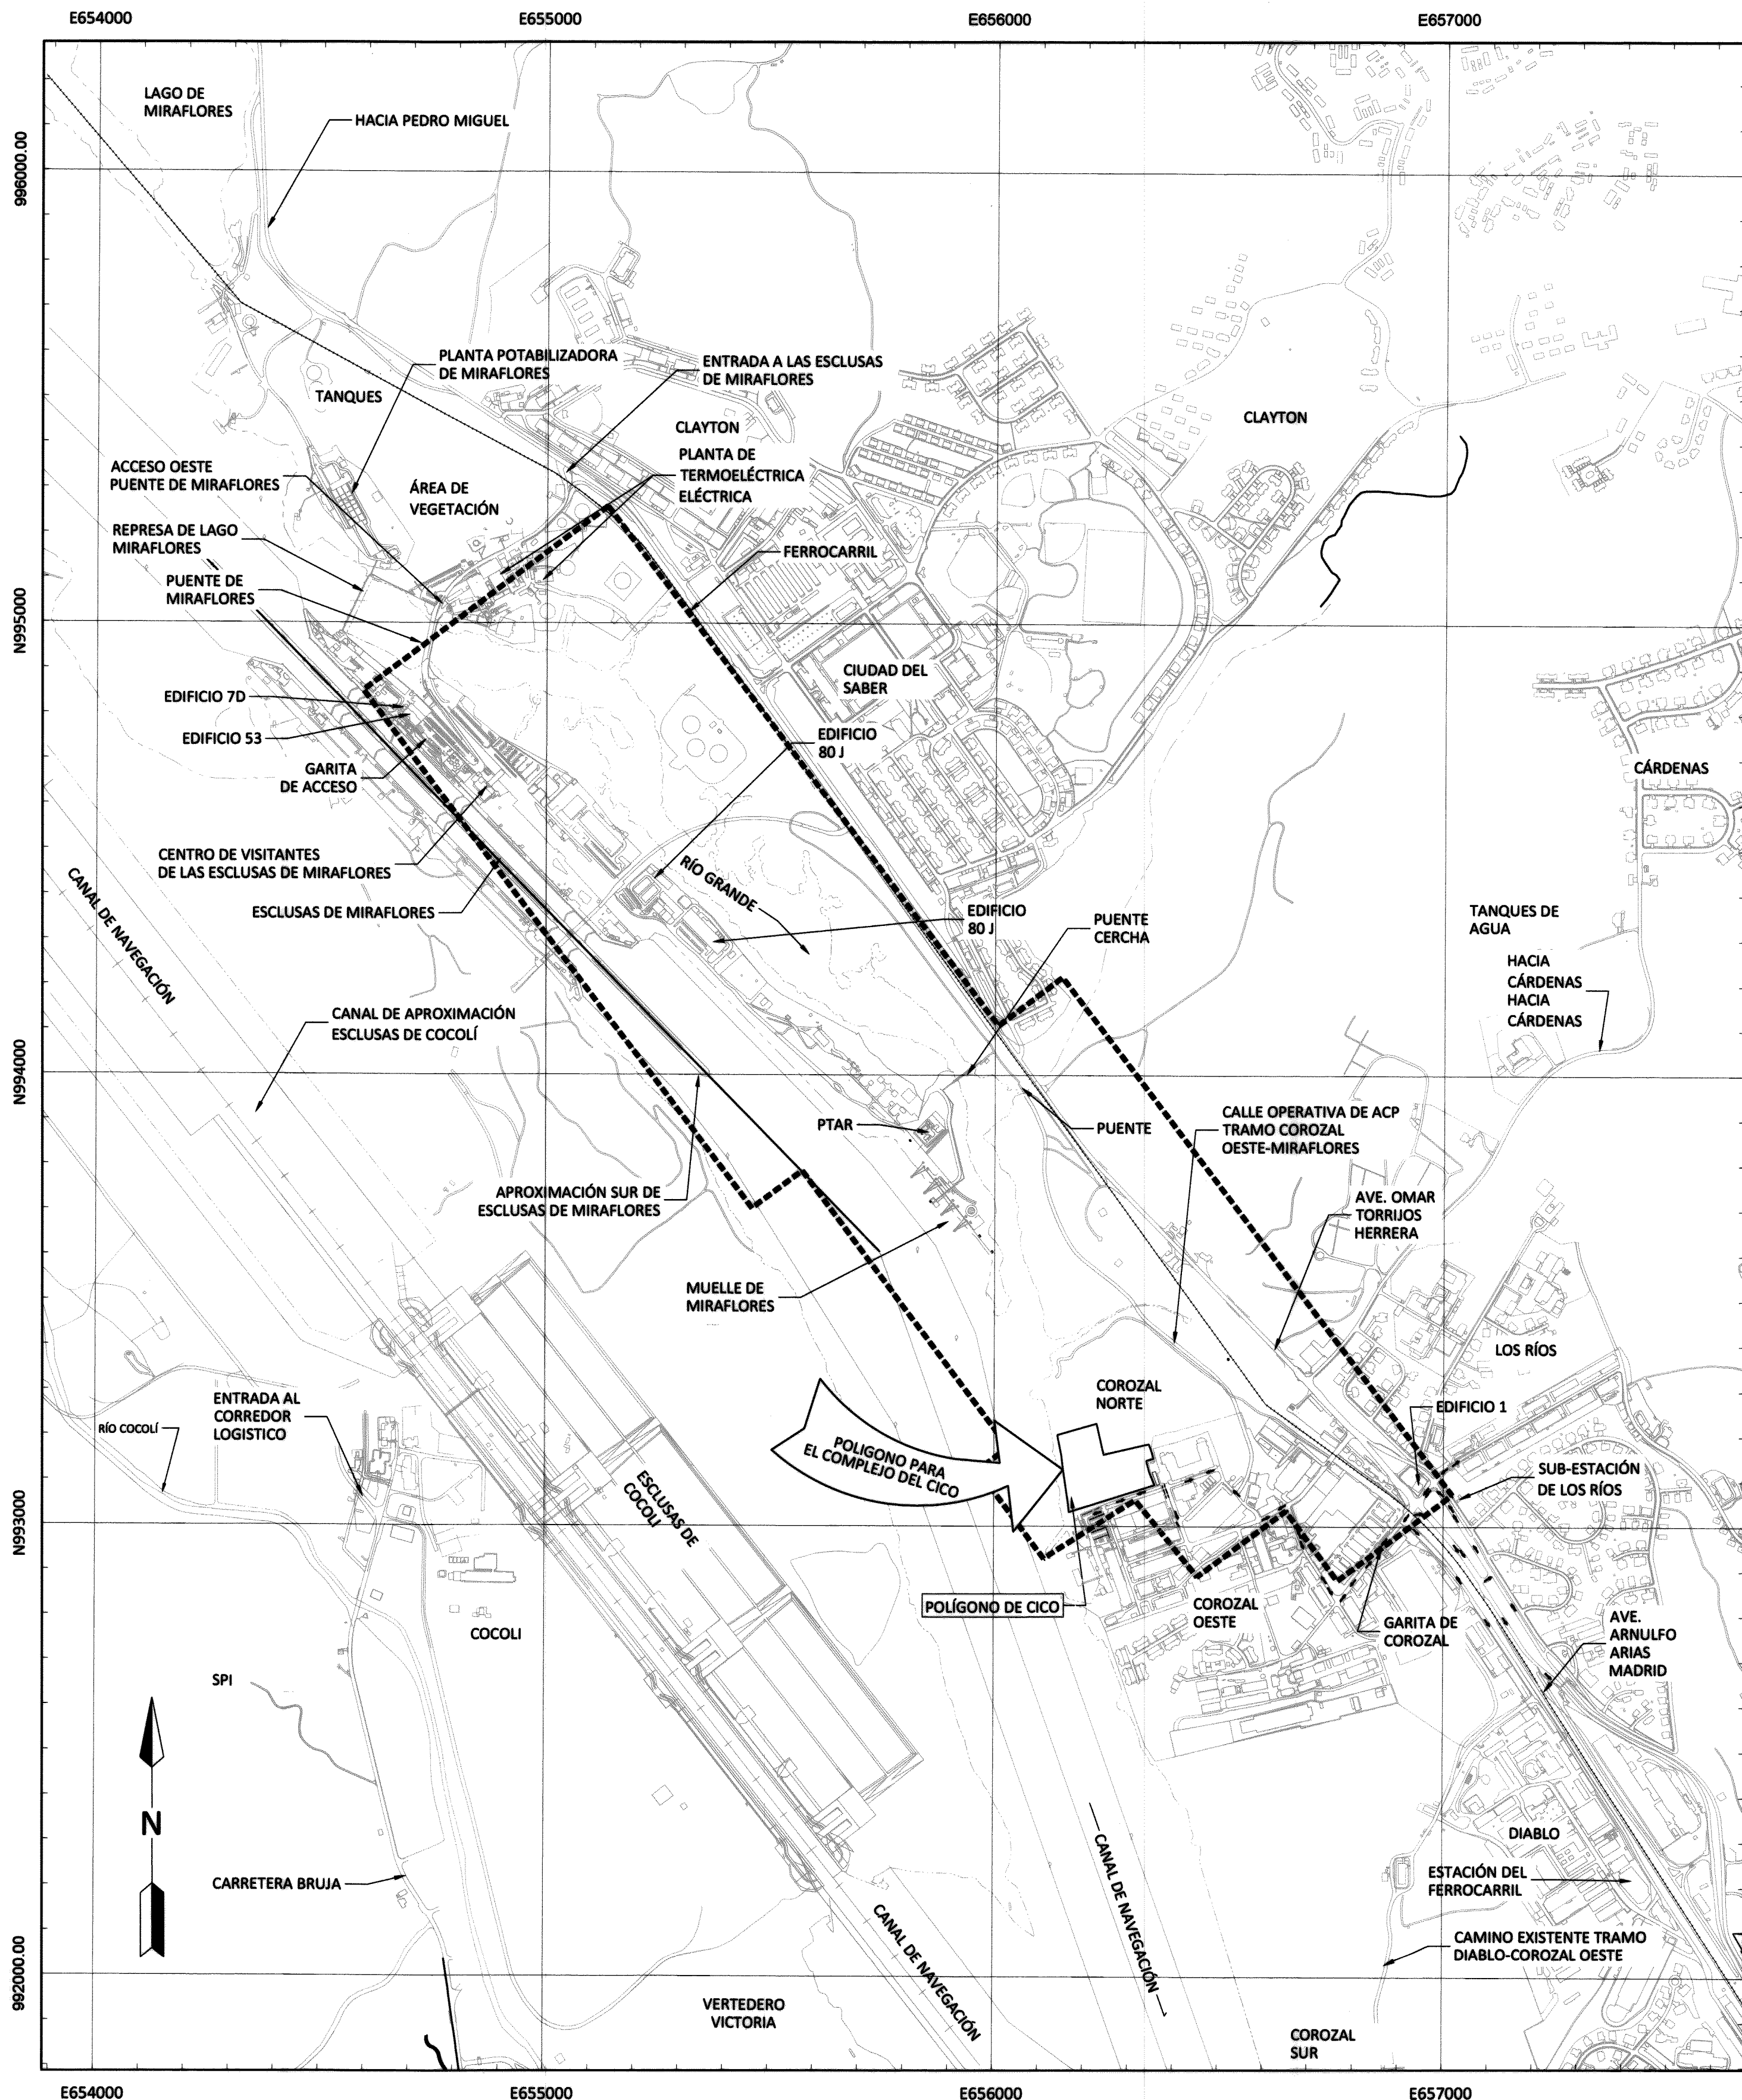 E654000
E655000
E656000
E657000
LAGO DE
MIRAFLORES
HACIA PEDRO MIGUEL
996000.00
PLANTA POTABILIZADORA
DE MIRAFLORES
TANQUES
ENTRADA A LAS ESCLUSAS
DE MIRAFLORES
CLAYTON
CLAYTON
PLANTA DE
TERMOELÉCTRICA
ELÉCTRICA
ACCESO OESTE
PUENTE DE MIRAFLORES
ÁREA DE
VEGETACIÓN
REPRESA DE LAGO
MIRAFLORES
FERROCARRIL
PUENTE DE
MIRAFLORES
N995000
CIUDAD DEL
SABER
EDIFICIO 7D
EDIFICIO 53
EDIFICIO
80 J
GARITA
DE ACCESO
CÁRDENAS
CENTRO DE VISITANTES
DE LAS ESCLUSAS DE MIRAFLORES
RÍO GRANDE
CANAL DE NAVEGACIÓN
ESCLUSAS DE MIRAFLORES
EDIFICIO
80 J
PUENTE
CERCHA
TANQUES DE
AGUA
HACIA
CÁRDENAS
HACIA
CÁRDENAS
CANAL DE APROXIMACIÓN
ESCLUSAS DE COCOLÍ
N994000
PTAR
PUENTE
CALLE OPERATIVA DE ACP
TRAMO COROZAL
OESTE-MIRAFLORES
APROXIMACIÓN SUR DE
ESCLUSAS DE MIRAFLORES
AVE. OMAR
TORRIJOS
HERRERA
MUELLE DE
MIRAFLORES
LOS RÍOS
ENTRADA AL
CORREDOR
LOGISTICO
RÍO COCOLÍ
COROZAL
NORTE
EDIFICIO 1
POLIGONO PARA
EL COMPLEJO DEL CICO
ESCLUSAS DE
COCOLI
SUB-ESTACIÓN
DE LOS RÍOS
N993000
POLÍGONO DE CICO
COROZAL
OESTE
GARITA DE
COROZAL
AVE.
ARNULFO
ARIAS
MADRID
COCOLI
SPI
N
DIABLO
CARRETERA BRUJA
ESTACIÓN DEL
FERROCARRIL
CANAL DE NAVEGACIÓN
CANAL DE NAVEGACIÓN
CAMINO EXISTENTE TRAMO
DIABLO-COROZAL OESTE
992000.00
VERTEDERO
VICTORIA
COROZAL
SUR
E654000
E655000
E656000
E657000